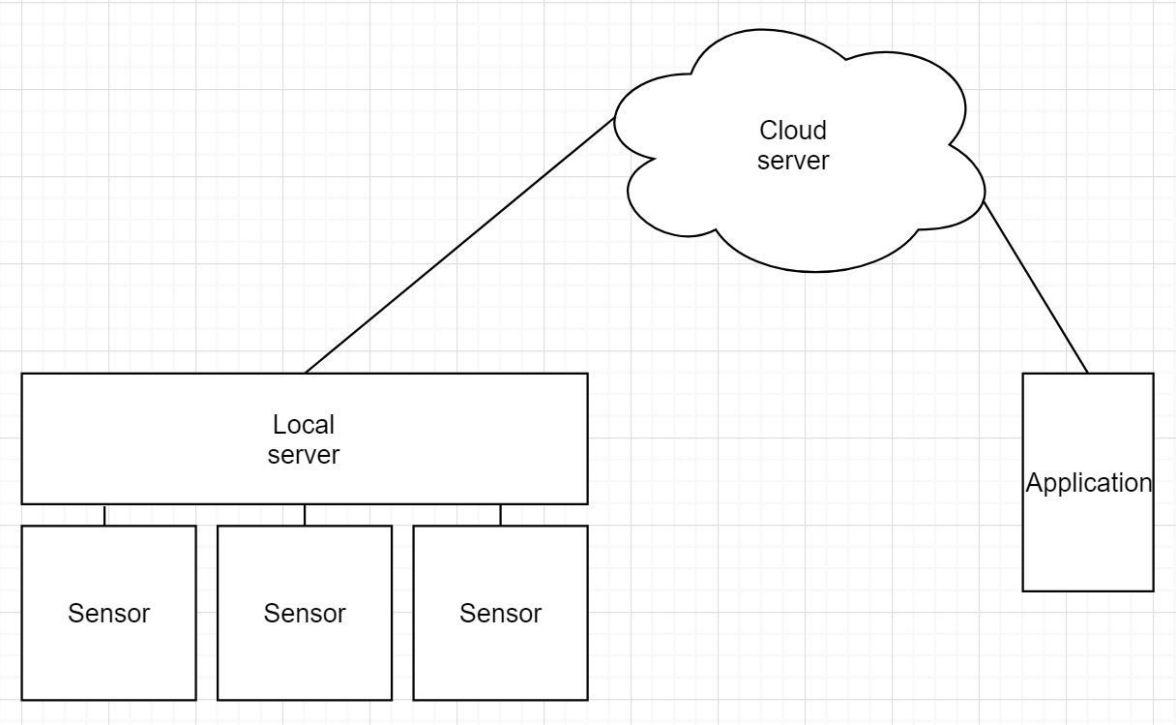 Cloud
server
Local
server
Application
Sensor
Sensor
Sensor